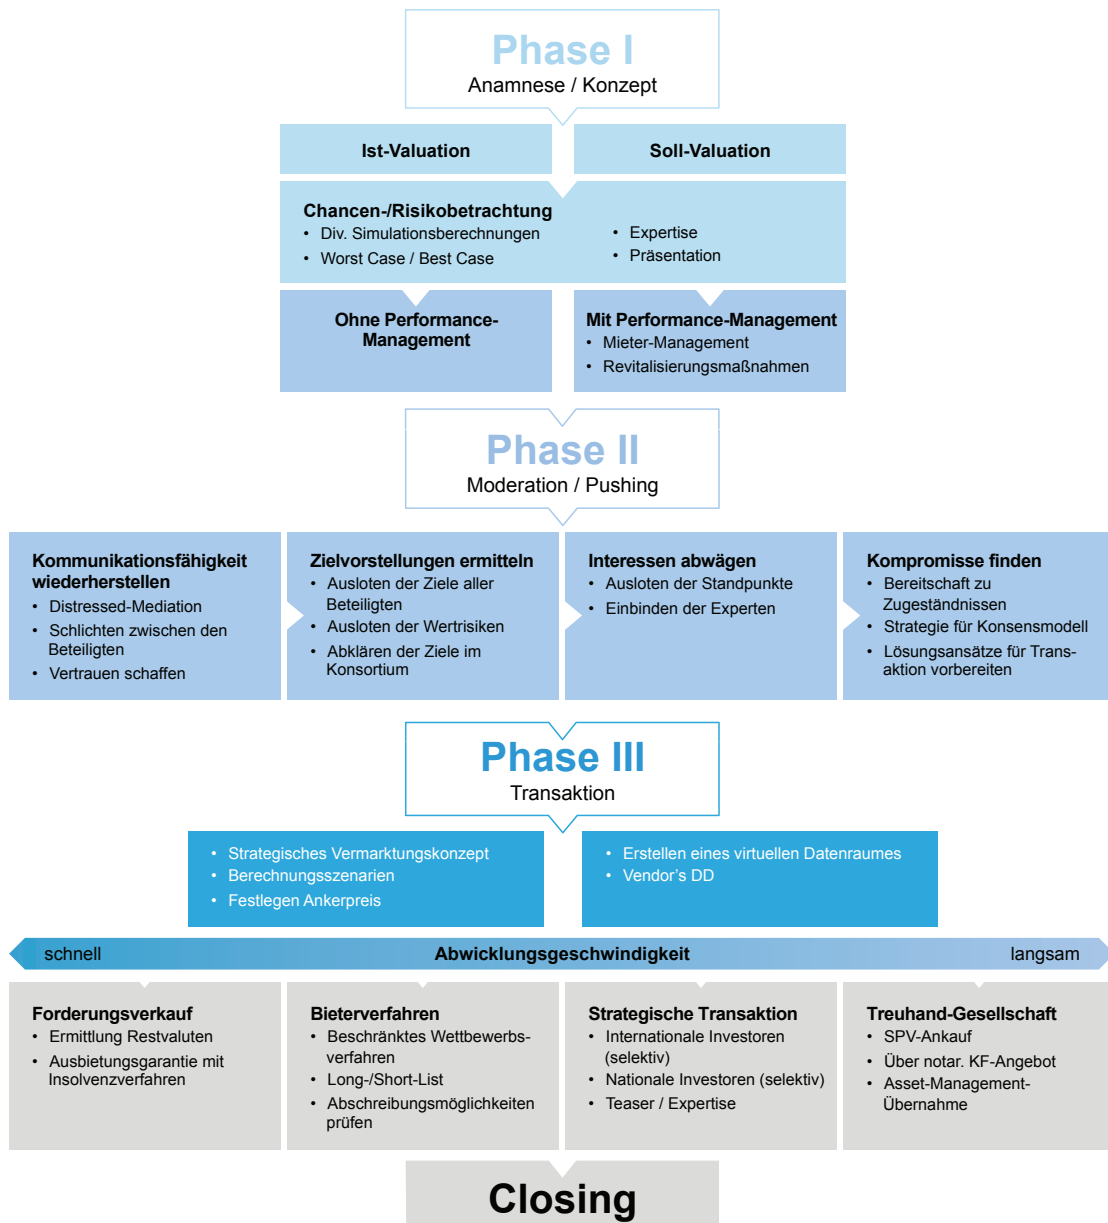 Phase I
Anamnese / Konzept
Ist-Valuation
Soll-Valuation
Chancen-/Risikobetrachtung
• Div. Simulationsberechnungen
• Worst Case / Best Case
• Expertise
• Präsentation
Ohne Performance-
Management
Mit Performance-Management
• Mieter-Management
• Revitalisierungsmaßnahmen
Phase II
Moderation / Pushing
Kommunikationsfähigkeit
wiederherstellen
• Distressed-Mediation
• Schlichten zwischen den
Beteiligten
• Vertrauen schaffen
Zielvorstellungen ermitteln
• Ausloten der Ziele aller
Beteiligten
• Ausloten der Wertrisiken
• Abklären der Ziele im
Konsortium
Interessen abwägen
• Ausloten der Standpunkte
• Einbinden der Experten
Kompromisse finden
• Bereitschaft zu
Zugeständnissen
• Strategie für Konsensmodell
• Lösungsansätze für Trans-
aktion vorbereiten
Phase III
Transaktion
• Strategisches Vermarktungskonzept
• Berechnungsszenarien
• Festlegen Ankerpreis
• Erstellen eines virtuellen Datenraumes
• Vendor's DD
schnell
Abwicklungsgeschwindigkeit
langsam
Forderungsverkauf
• Ermittlung Restvaluten
• Ausbietungsgarantie mit
Insolvenzverfahren
Bieterverfahren
• Beschränktes Wettbewerbs-
verfahren
• Long-/Short-List
• Abschreibungsmöglichkeiten
prüfen
Strategische Transaktion
• Internationale Investoren
(selektiv)
• Nationale Investoren (selektiv)
• Teaser / Expertise
Treuhand-Gesellschaft
• SPV-Ankauf
• Über notar. KF-Angebot
• Asset-Management-
Übernahme
Closing